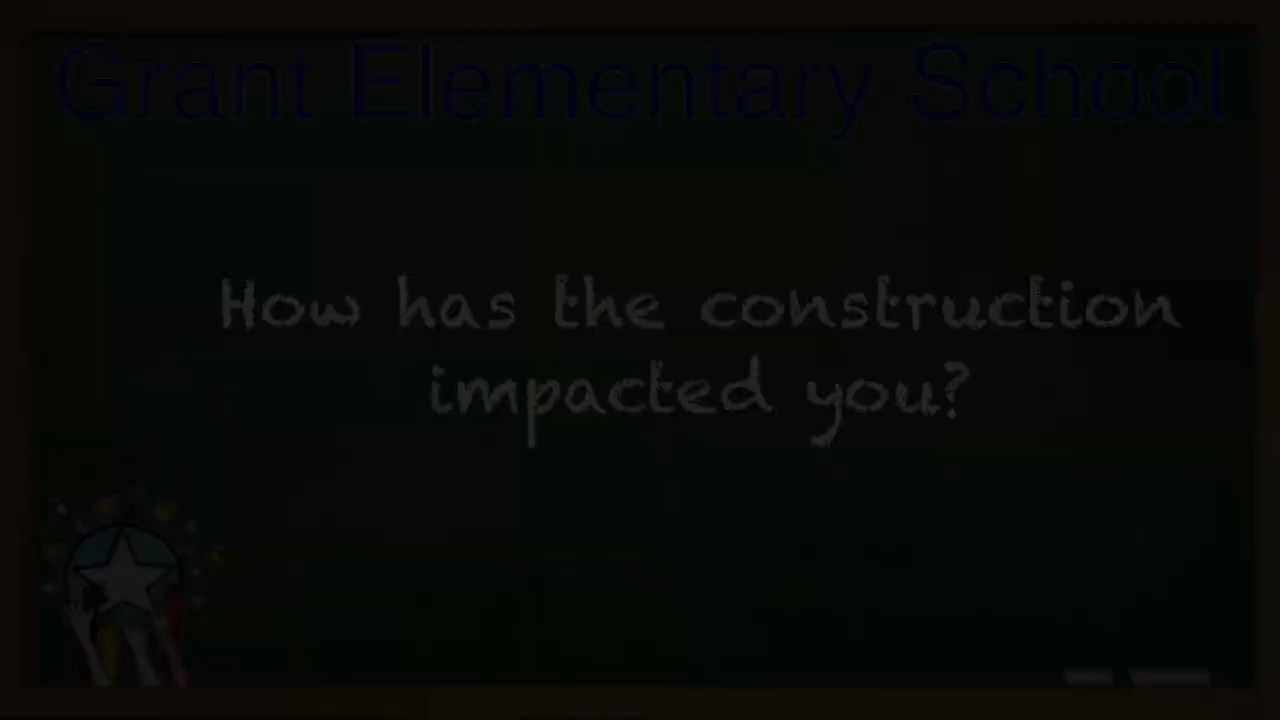 Grant Elementary School
How has the construction
impacted you?